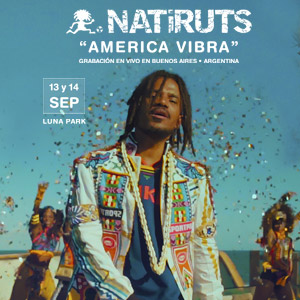 NATIRUTS
"AMERICA VIBRA"
GRABACIÓN EN VIVO EN BUENOS AIRES • ARGENTINA
13 y 14
SEP
LUNA PARK